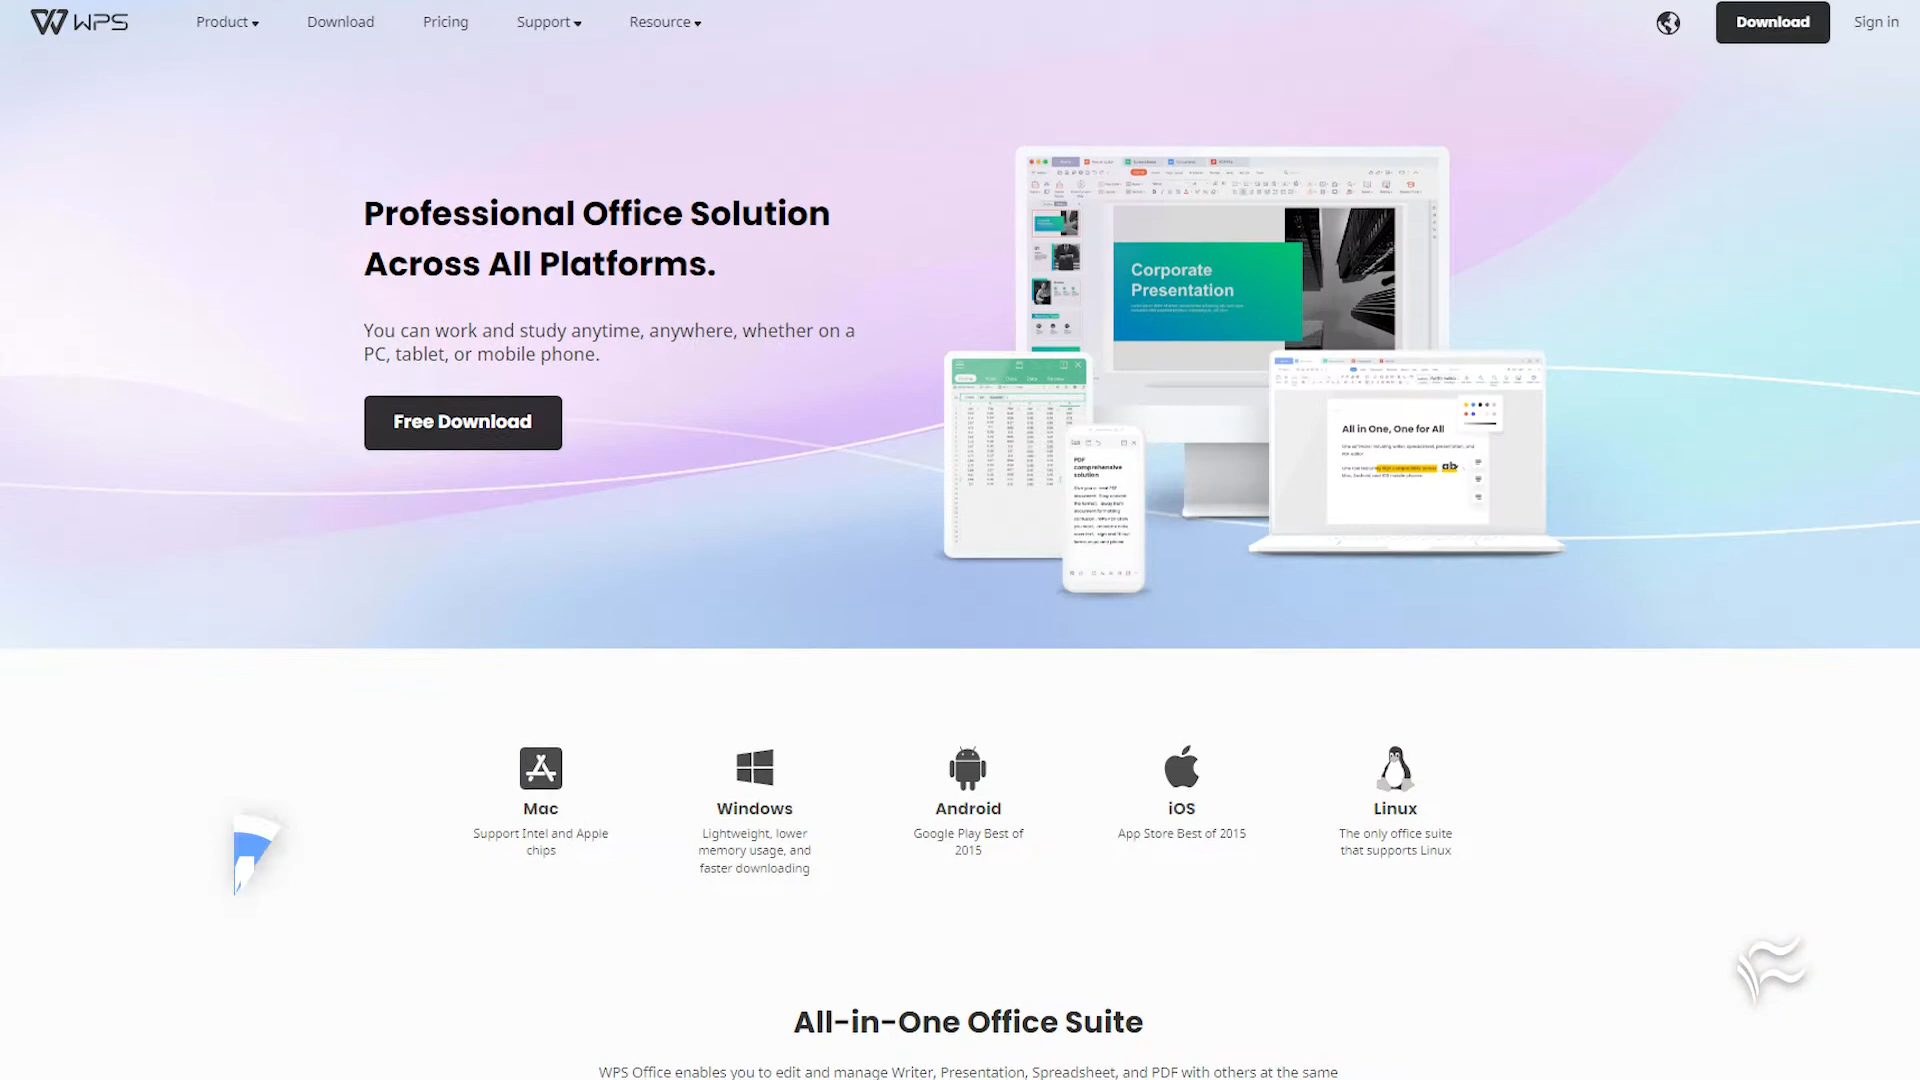 WPS
Product Download Pricing Support Resource Download Sign in
Professional Office Solution
Across All Platforms.
You can work and study anytime, anywhere, whether on a
PC, tablet, or mobile phone.
Free Download
Corporate
Presentation
All in One, One for All
ab
PDF
comprehensive
solution
Mac
Support Intel and Apple
chips
Windows
Lightweight, lower
memory usage, and
faster downloading
Android
Google Play Best of
2015
iOS
App Store Best of 2015
Linux
The only office suite
that supports Linux
All-in-One Office Suite
WPS Office enables you to edit and manage Writer, Presentation, Spreadsheet, and PDF with others at the same